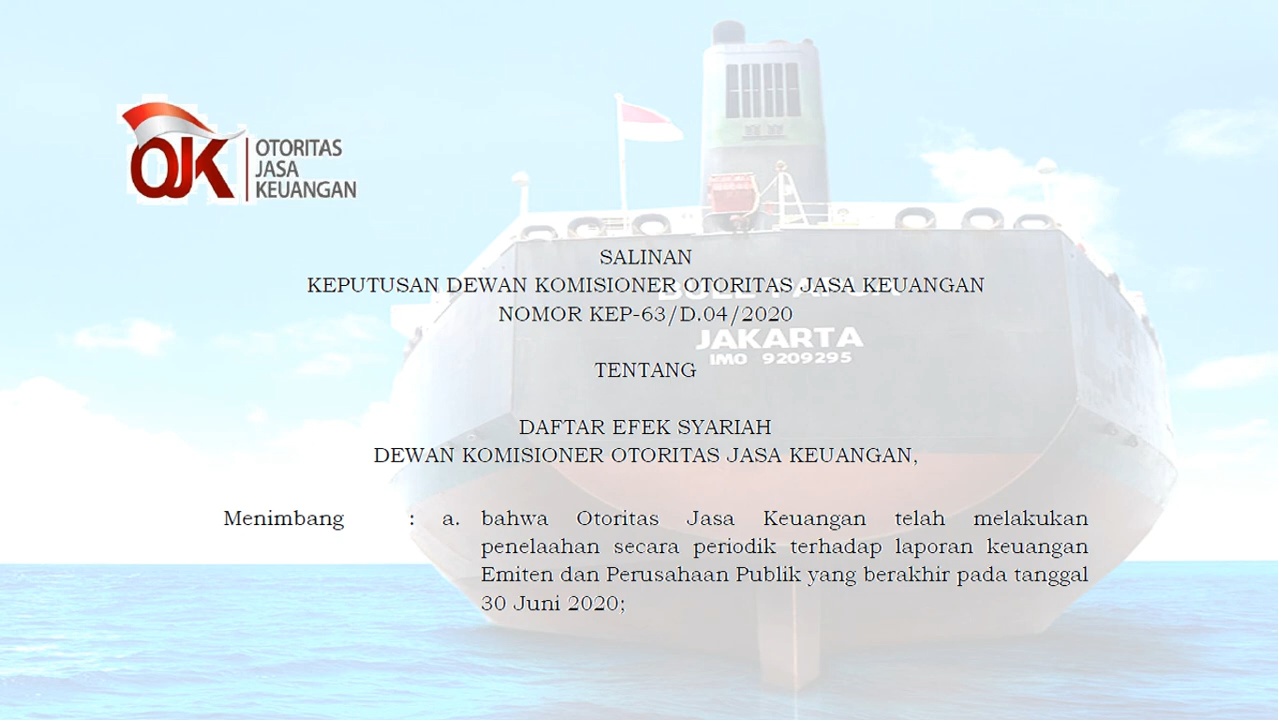 OJK
OTORITAS
JASA
KEUANGAN
SALINAN
KEPUTUSAN DEWAN KOMISIONER OTORITAS JASA KEUANGAN
NOMOR KEP-63/D.04/2020
JAKARTA
IMO 9209295
TENTANG
DAFTAR EFEK SYARIAH
DEWAN KOMISIONER OTORITAS JASA KEUANGAN,
Menimbang : a. bahwa Otoritas Jasa Keuangan telah melakukan
penelaahan secara periodik terhadap laporan keuangan
Emiten dan Perusahaan Publik yang berakhir pada tanggal
30 Juni 2020;